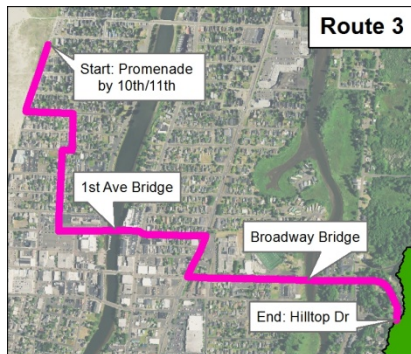 Route 3
Start: Promenade
by 10th/11th
1st Ave Bridge
Broadway Bridge
End: Hilltop Dr